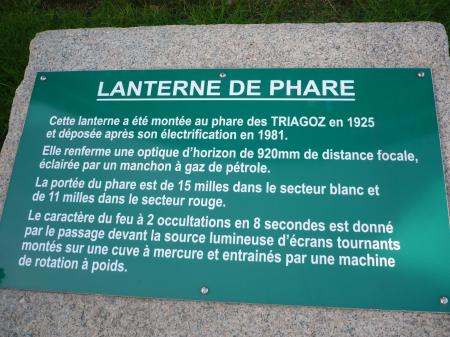 LANTERNE DE PHARE
Cette lanterne a été montée au phare des TRIAGOZ en 1925
et déposée après son électrification en 1981.
Elle renferme une optique d'horizon de 920mm de distance focale,
éclairée par un manchon à gaz de pétrole.
La portée du phare est de 15 milles dans le secteur blanc et
de 11 milles dans le secteur rouge.
Le caractère du feu à 2 occultations en 8 secondes est donné
par le passage devant la source lumineuse d'écrans tournants
montés sur une cuve à mercure et entrainés par une machine
de rotation à poids.